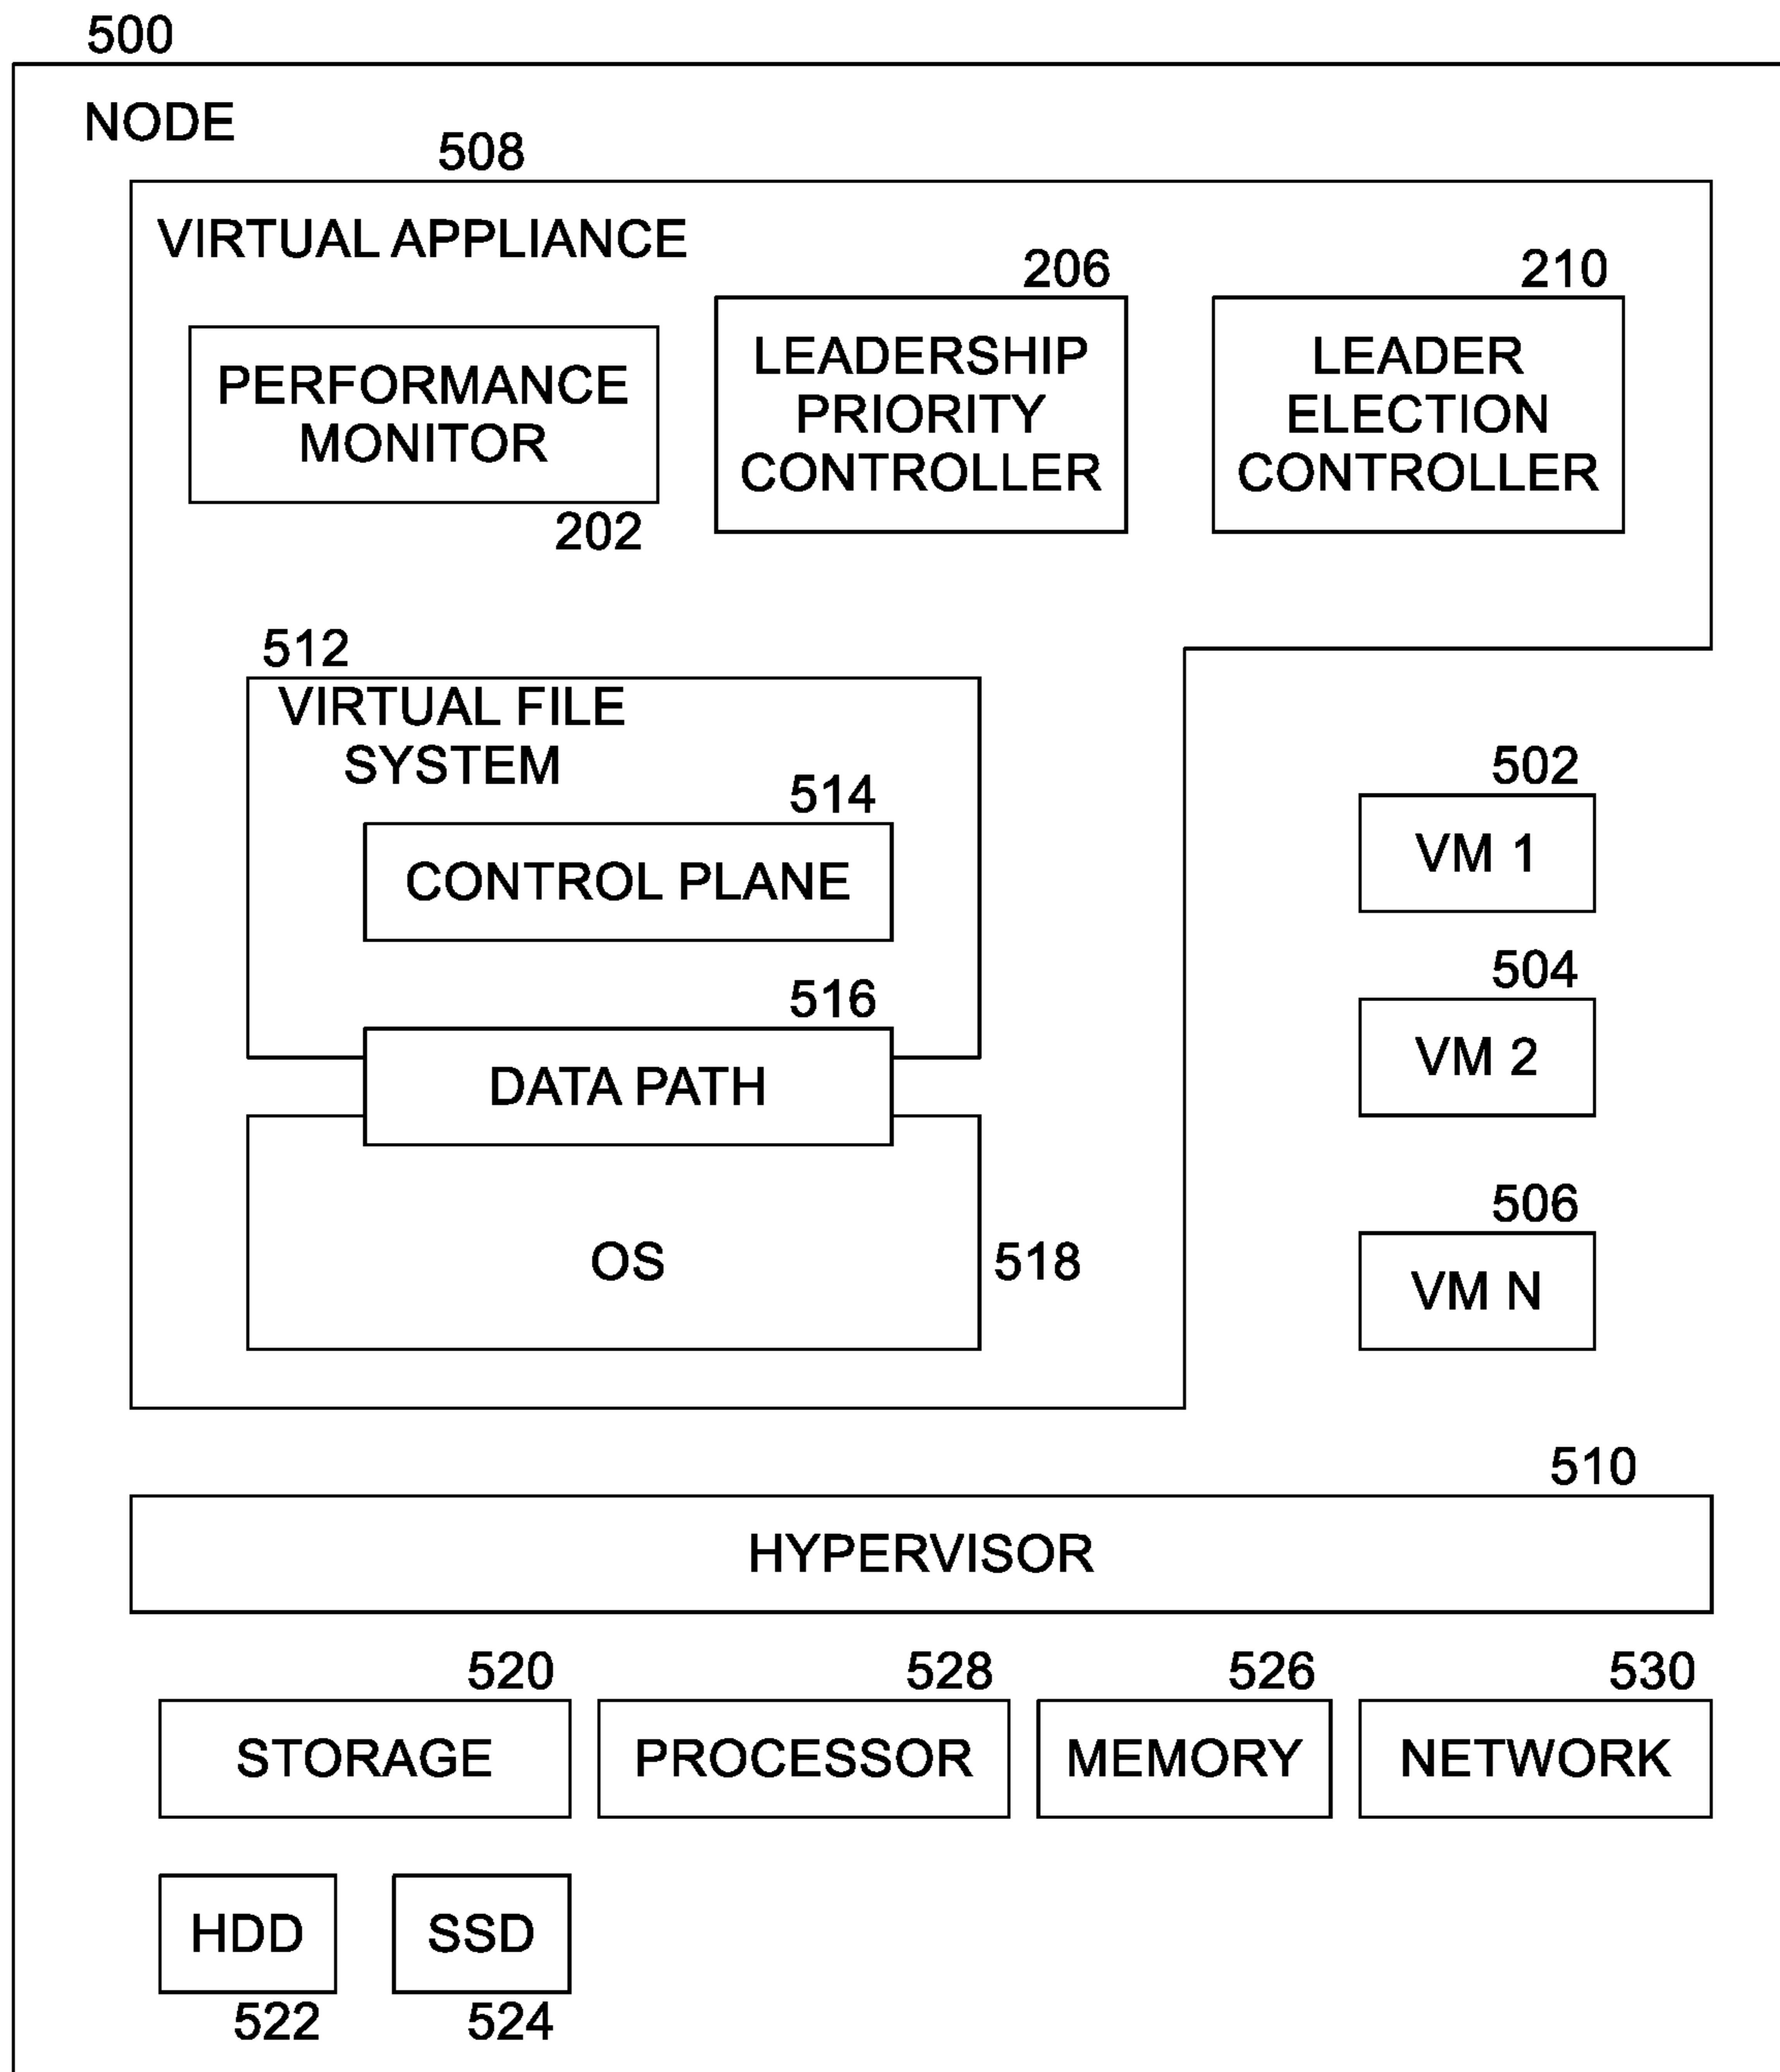 500
NODE
508
VIRTUAL APPLIANCE
206
210
PERFORMANCE
MONITOR
202
LEADERSHIP
PRIORITY
CONTROLLER
LEADER
ELECTION
CONTROLLER
512
VIRTUAL FILE
SYSTEM
514
CONTROL PLANE
516
DATA PATH
OS
518
502
VM 1
504
VM 2
506
VM N
510
HYPERVISOR
520
STORAGE
528
PROCESSOR
526
MEMORY
530
NETWORK
HDD
522
SSD
524